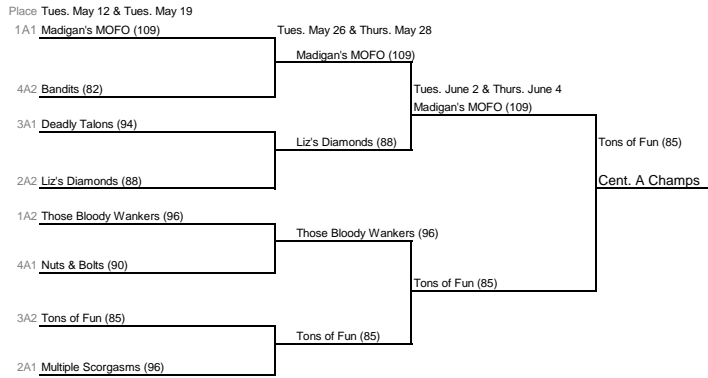 Place Tues. May 12 & Tues. May 19
1A1 Madigan's MOFO (109)
Tues. May 26 & Thurs. May 28
Madigan's MOFO (109)
4A2 Bandits (82)
Tues. June 2 & Thurs. June 4
Madigan's MOFO (109)
3A1 Deadly Talons (94)
Liz's Diamonds (88)
Tons of Fun (85)
2A2 Liz's Diamonds (88)
Cent. A Champs
1A2 Those Bloody Wankers (96)
Those Bloody Wankers (96)
4A1 Nuts & Bolts (90)
Tons of Fun (85)
3A2 Tons of Fun (85)
Tons of Fun (85)
2A1 Multiple Scorgasms (96)